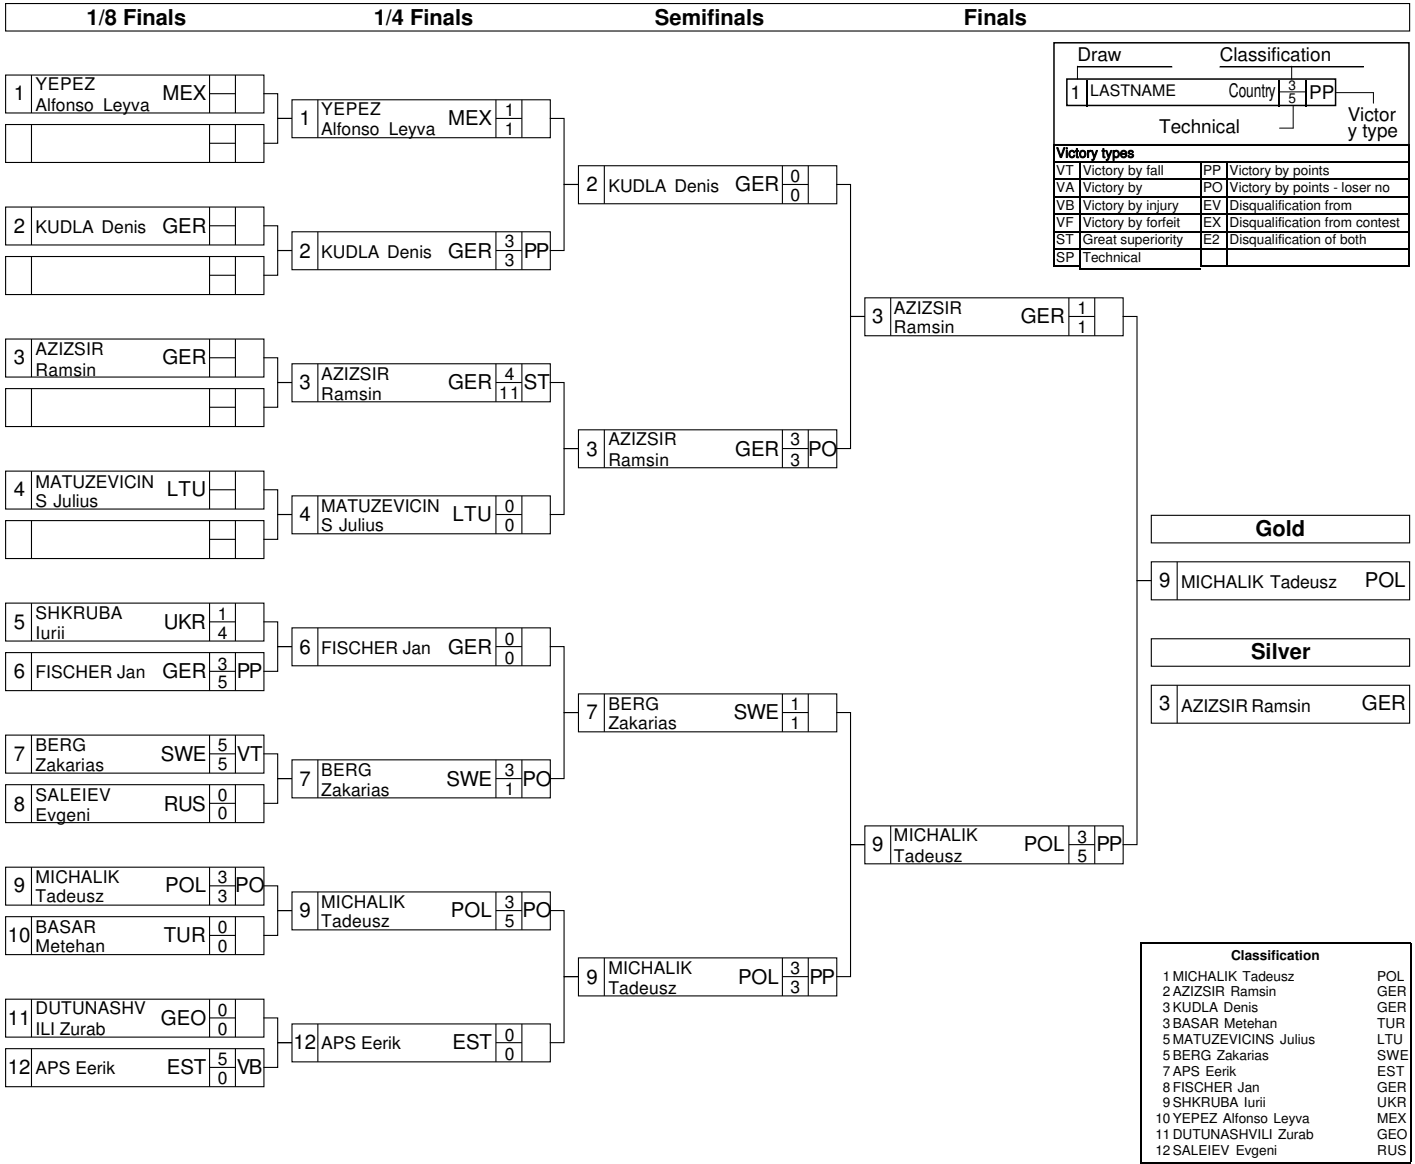 1/8 Finals 1/4 Finals Semifinals Finals
Draw Classification
1 LASTNAME Country 3 5 PP
Technical
Victor
y type
Victory types
VT Victory by fall PP Victory by points
VA Victory by PO Victory by points - loser no
VB Victory by injury EV Disqualification from
VF Victory by forfeit EX Disqualification from contest
ST Great superiority E2 Disqualification of both
SP Technical
1 YEPEZ
Alfonso Leyva MEX
2 KUDLA Denis GER
3 AZIZSIR
Ramsin GER
4 MATUZEVICIN
S Julius LTU
5 SHKRUBA
Iurii UKR 1 4
6 FISCHER Jan GER 3 5 PP
7 BERG
Zakarias SWE 5 5 VT
8 SALEIEV
Evgeni RUS 0 0
9 MICHALIK
Tadeusz POL 3 3 PO
10 BASAR
Metehan TUR 0 0
11 DUTUNASHV
ILI Zurab GEO 0 0
12 APS Eerik EST 5 0 VB
1 YEPEZ
Alfonso Leyva MEX 1 1
2 KUDLA Denis GER 3 3 PP
3 AZIZSIR
Ramsin GER 4 11 ST
4 MATUZEVICIN
S Julius LTU 0 0
6 FISCHER Jan GER 0 0
7 BERG
Zakarias SWE 3 1 PO
9 MICHALIK
Tadeusz POL 3 5 PO
12 APS Eerik EST 0 0
2 KUDLA Denis GER 0 0
3 AZIZSIR
Ramsin GER 3 3 PO
7 BERG
Zakarias SWE 1 1
9 MICHALIK
Tadeusz POL 3 3 PP
3 AZIZSIR
Ramsin GER 1 1
9 MICHALIK
Tadeusz POL 3 5 PP
Gold
9 MICHALIK Tadeusz POL
Silver
3 AZIZSIR Ramsin GER
Classification
1 MICHALIK Tadeusz POL
2 AZIZSIR Ramsin GER
3 KUDLA Denis GER
3 BASAR Metehan TUR
5 MATUZEVICINS Julius LTU
5 BERG Zakarias SWE
7 APS Eerik EST
8 FISCHER Jan GER
9 SHKRUBA Iurii UKR
10 YEPEZ Alfonso Leyva MEX
11 DUTUNASHVILI Zurab GEO
12 SALEIEV Evgeni RUS